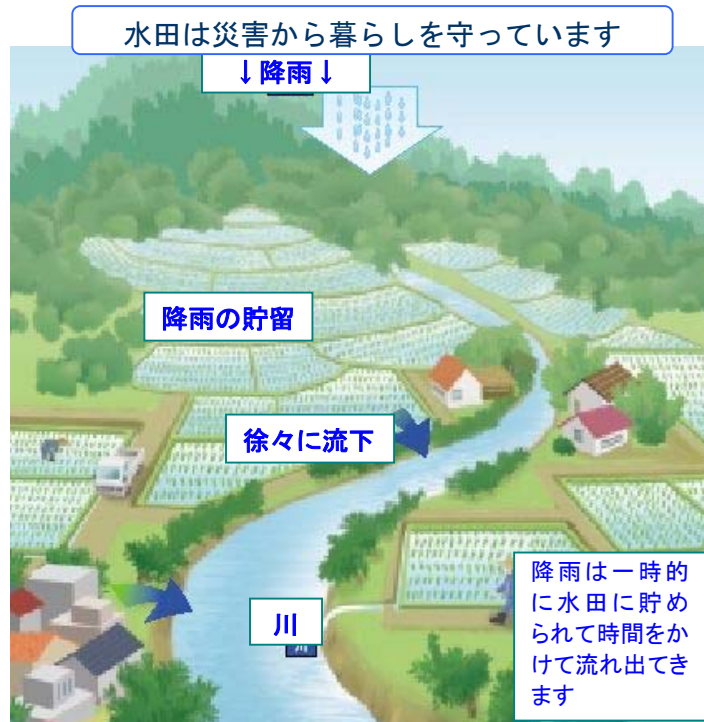 水田は災害から暮らしを守っています
↓降雨↓
降雨の貯留
徐々に流下
川
川
降雨は一時的
に水田に貯め
られて時間をか
けて流れ出てき
ます